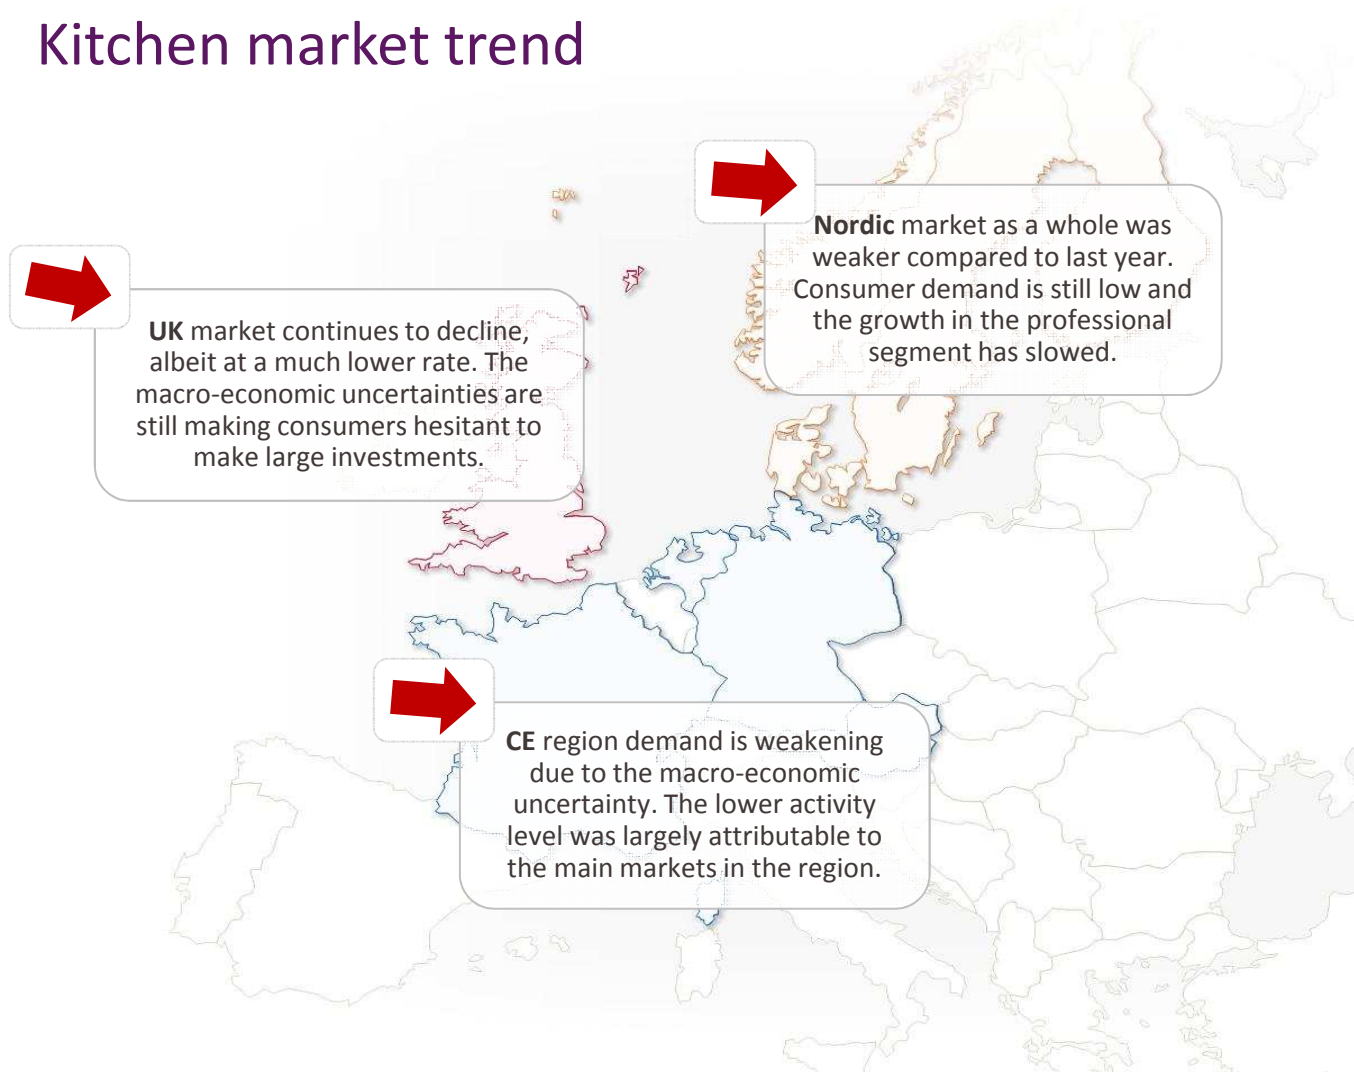 Kitchen market trend
Nordic market as a whole was
weaker compared to last year.
Consumer demand is still low and
the growth in the professional
segment has slowed.
UK market continues to decline,
albeit at a much lower rate. The
macro-economic uncertainties are
still making consumers hesitant to
make large investments.
CE region demand is weakening
due to the macro-economic
uncertainty. The lower activity
level was largely attributable to
the main markets in the region.